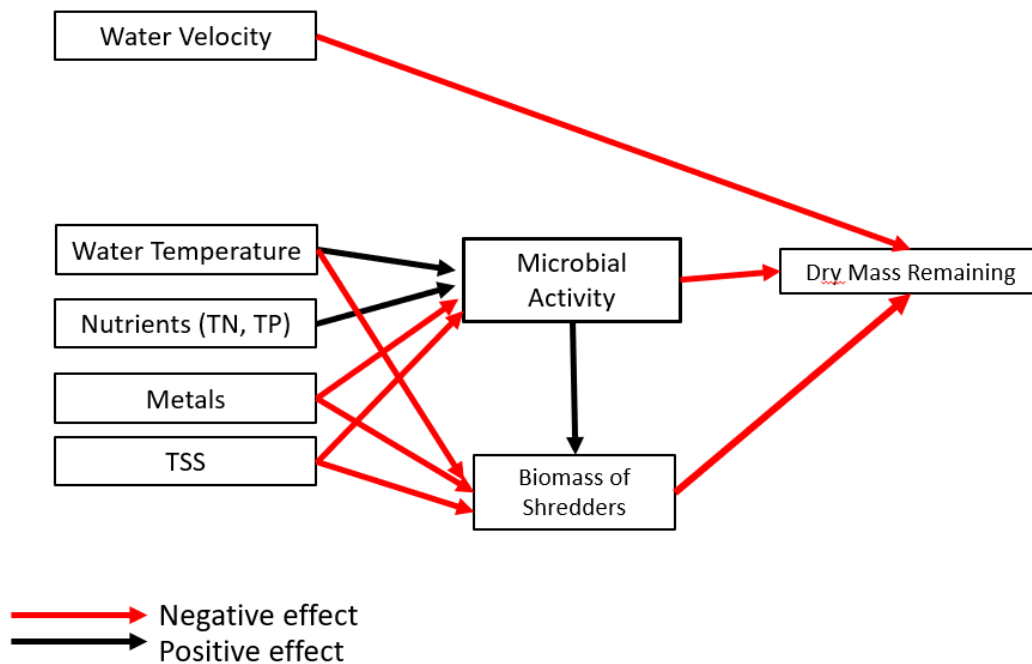 Water Velocity
Water Temperature
Nutrients (TN, TP)
Metals
TSS
Microbial
Activity
Biomass of
Shredders
Dry Mass Remaining
Negative effect
Positive effect